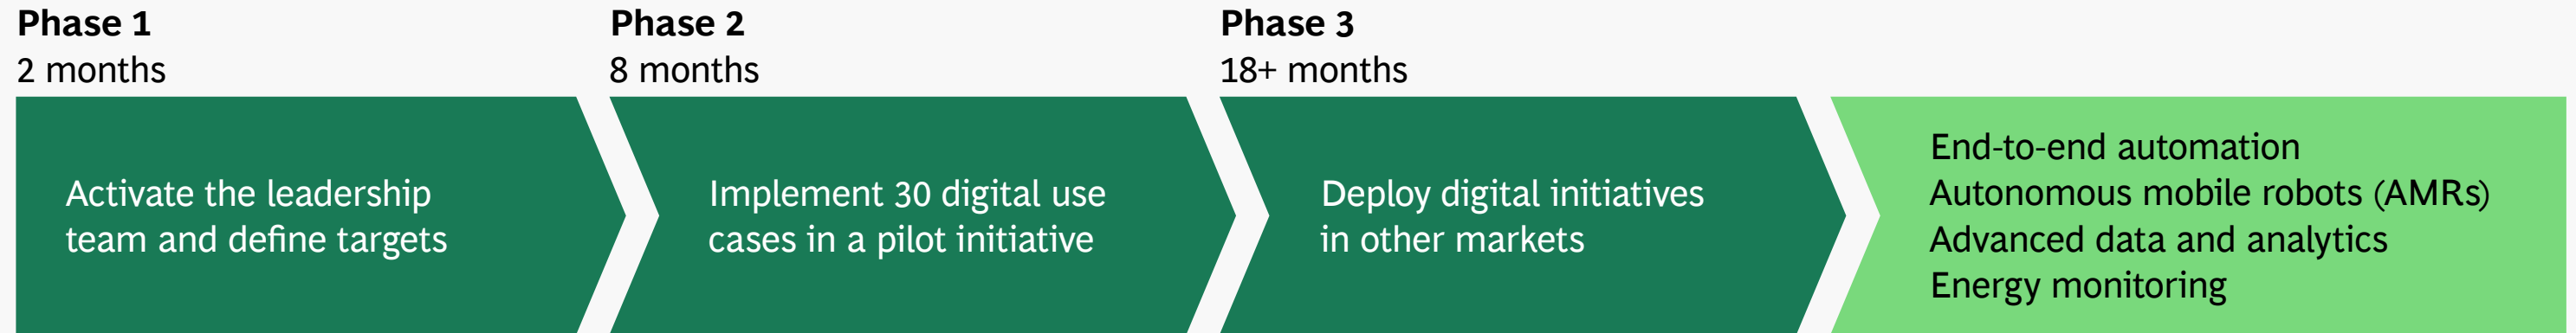 Phase 1
2 months
Activate the leadership
team and define targets
Phase 2
8 months
Implement 30 digital use
cases in a pilot initiative
Phase 3
18+ months
Deploy digital initiatives
in other markets
End-to-end automation
Autonomous mobile robots (AMRs)
Advanced data and analytics
Energy monitoring